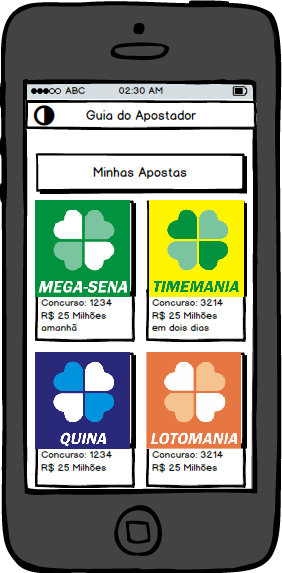 ABC 02:30 AM
Guia do Apostador
Minhas Apostas
MEGA-SENA
Concurso: 1234
R$ 25 Milhões
amanhã
TIMEMANIA
Concurso: 3214
R$ 25 Milhões
em dois dias
QUINA
Concurso: 1234
R$ 25 Milhões
LOTOMANIA
Concurso: 3214
R$ 25 Milhões